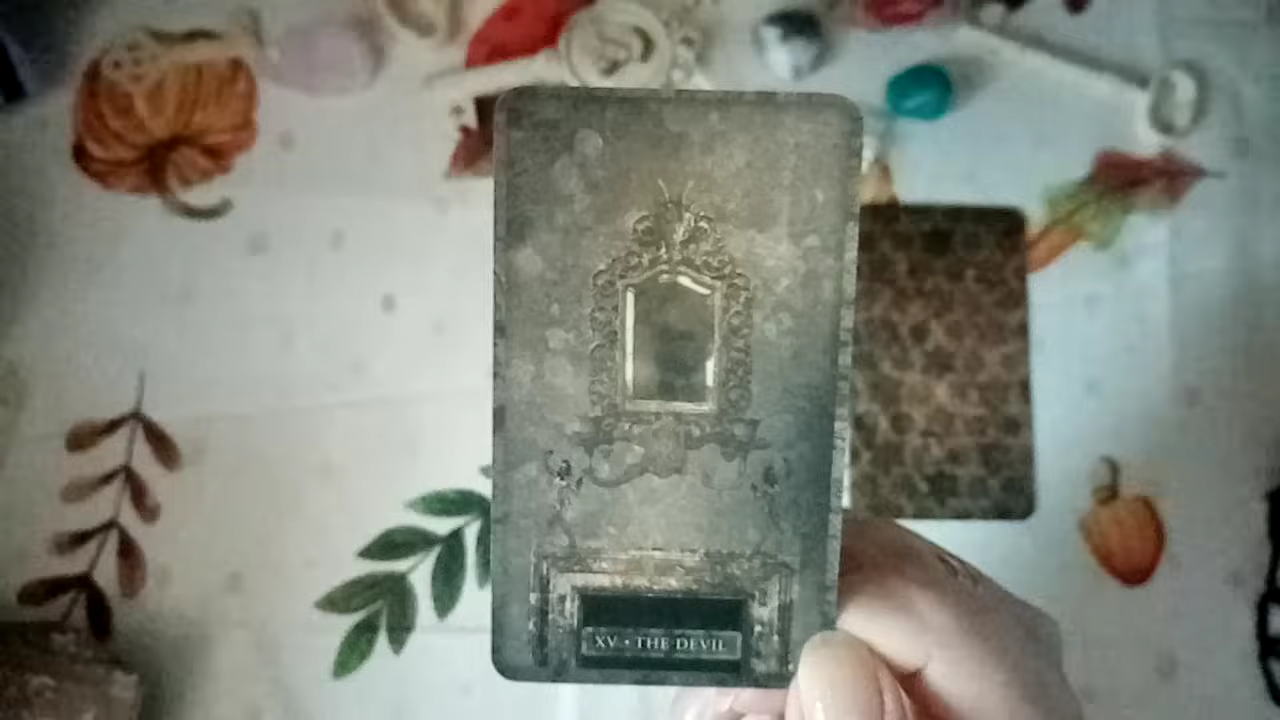 XV • THE DEVIL